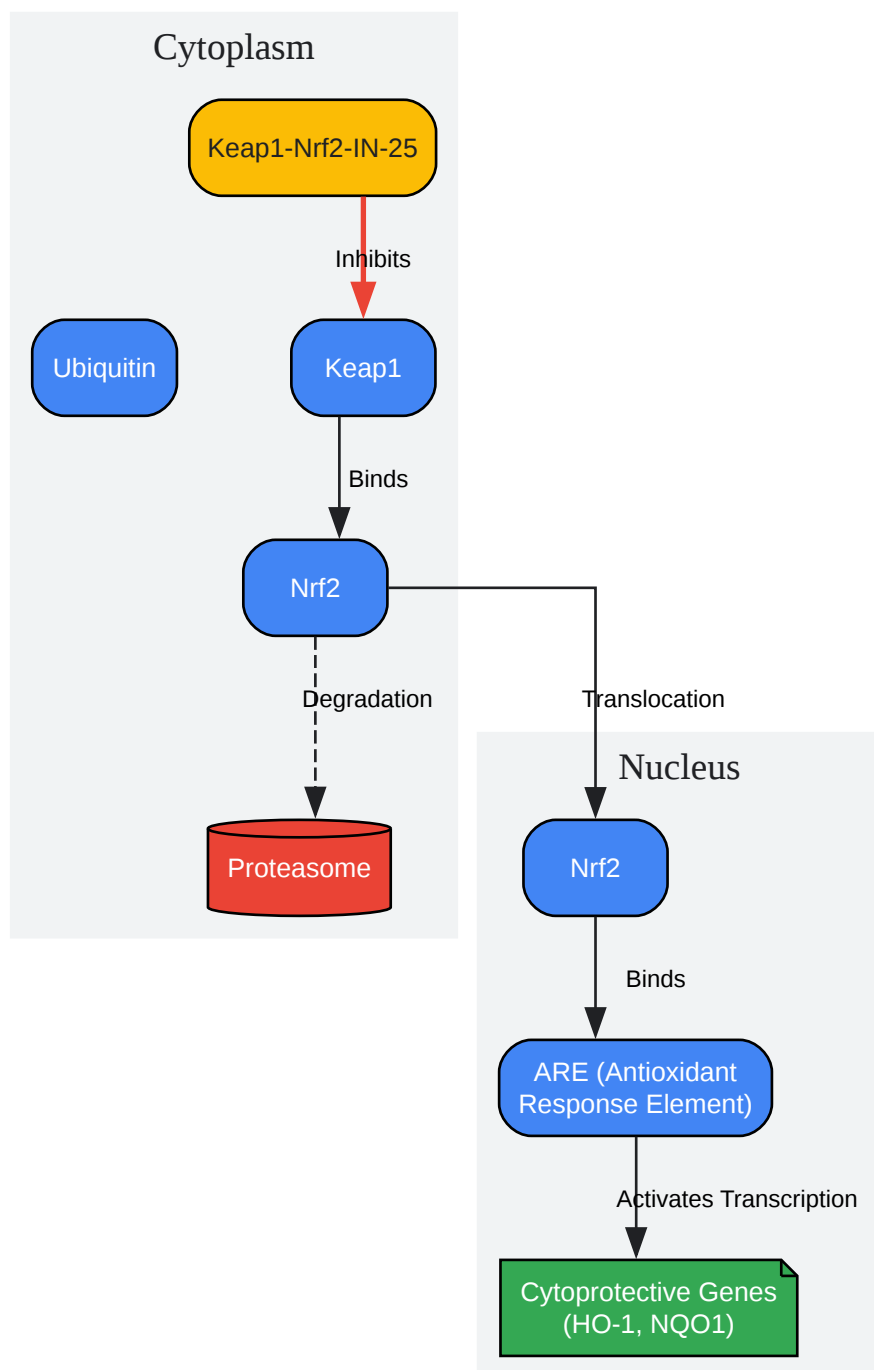 Cytoplasm
Keap1-Nrf2-IN-25
Inhibits
Ubiquitin
Keap1
Binds
Nrf2
Degradation
Translocation
Nucleus
Proteasome
Nrf2
Binds
ARE (Antioxidant
Response Element)
Activates Transcription
Cytoprotective Genes
(HO-1, NQO1)